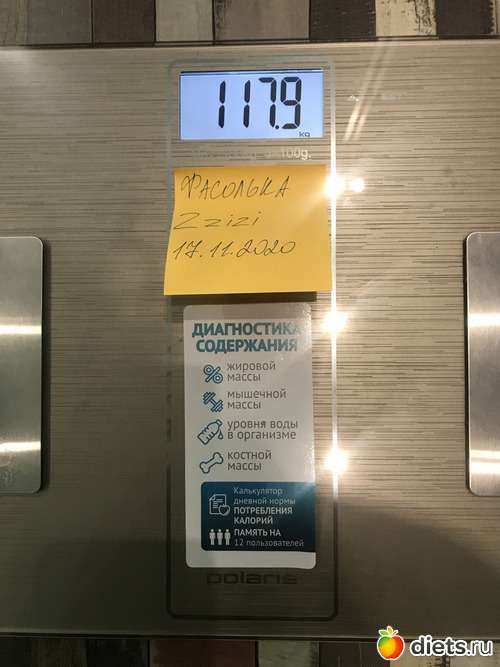 117.9
kg
d=100g.
ФАСОЛЬКА
Zzizi
17.11.2020
ДИАГНОСТИКА
СОДЕРЖАНИЯ
жировой
массы
мышечной
массы
уровня воды
в организме
костной
массы
Калькулятор
дневной нормы
ПОТРЕБЛЕНИЯ
КАЛОРИЙ
ПАМЯТЬ НА
12 пользователей
polaris
diets.ru